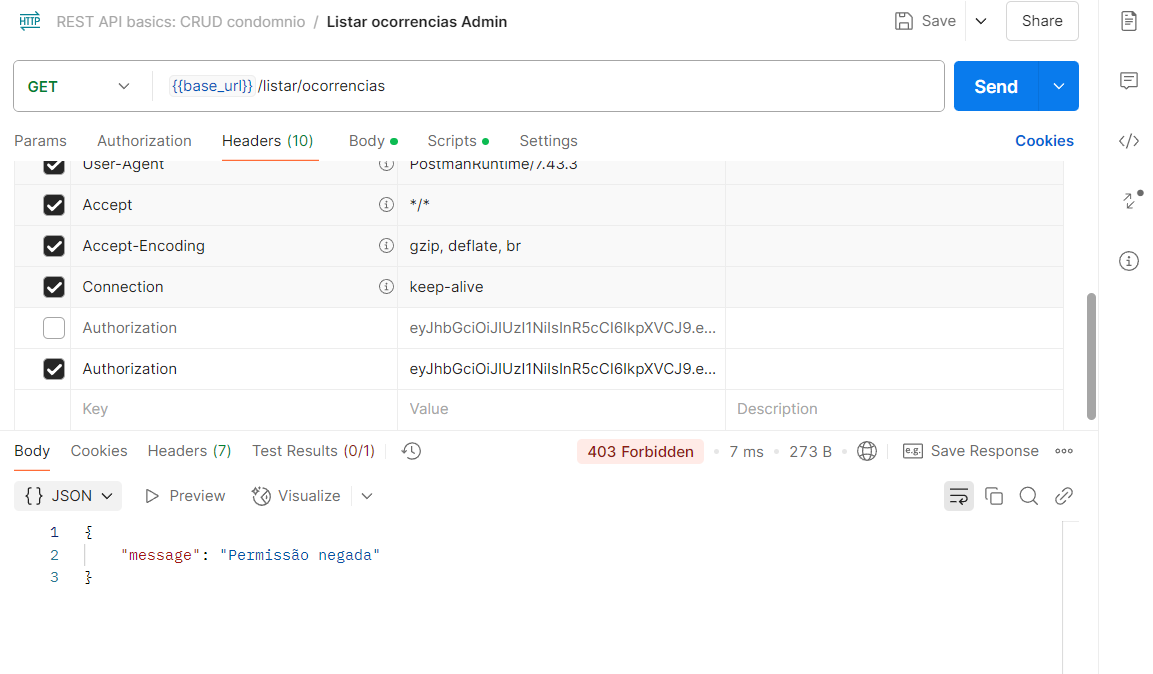 HTTP REST API basics: CRUD condomnio / Listar ocorrencias Admin Save Share
GET {{base_url}} /listar/ocorrencias Send
Params Authorization Headers (10) Body Scripts Settings Cookies
User-Agent PostmanRuntime/7.43.3
Accept */*
Accept-Encoding gzip, deflate, br
Connection keep-alive
Authorization eyJhbGciOiJIUzI1NiIsInR5cCI6IkpXVCJ9.e...
Authorization eyJhbGciOiJIUzI1NiIsInR5cCI6IkpXVCJ9.e...
Key Value Description
Body Cookies Headers (7) Test Results (0/1) 403 Forbidden 7 ms 273 B e.g. Save Response
{} JSON Preview Visualize
1 {
2 "message": "Permissão negada"
3 }